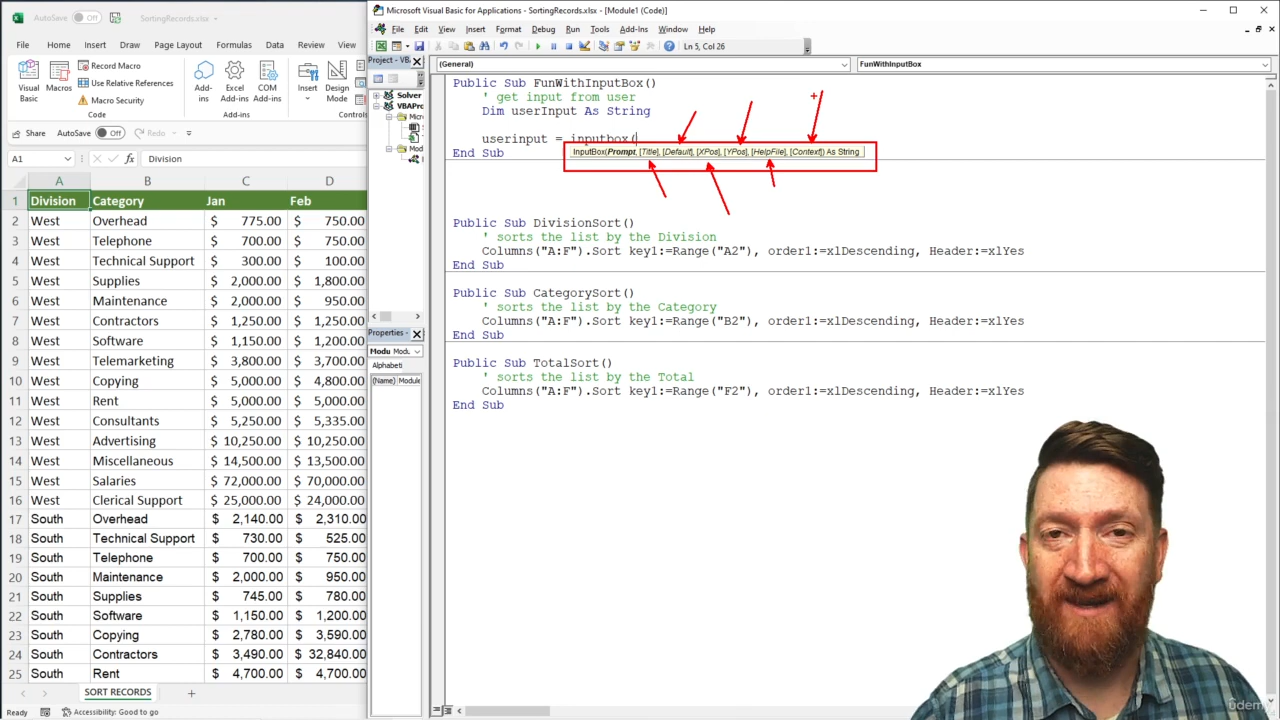 AutoSave Off SortingRecords.xlsx
File Home Insert Draw Page Layout Formulas Data Review View
Visual Basic
Macros
Record Macro
Use Relative References
Macro Security
Code
Add-ins
Excel Add-ins
COM Add-ins
Add-ins
Insert
Design Mode
Share AutoSave Off
A1 Division
A B C D
1 Division Category Jan Feb
2 West Overhead $ 775.00 $ 750.00
3 West Telephone $ 700.00 $ 750.00
4 West Technical Support $ 300.00 $ 100.00
5 West Supplies $ 2,000.00 $ 1,800.00
6 West Maintenance $ 2,000.00 $ 950.00
7 West Contractors $ 1,250.00 $ 1,250.00
8 West Software $ 1,150.00 $ 1,200.00
9 West Telemarketing $ 3,800.00 $ 3,700.00
10 West Copying $ 5,000.00 $ 4,800.00
11 West Rent $ 5,000.00 $ 5,000.00
12 West Consultants $ 5,250.00 $ 5,335.00
13 West Advertising $ 10,250.00 $ 10,250.00
14 West Miscellaneous $ 14,500.00 $ 13,500.00
15 West Salaries $ 72,000.00 $ 70,000.00
16 West Clerical Support $ 25,000.00 $ 24,000.00
17 South Overhead $ 2,140.00 $ 2,310.00
18 South Technical Support $ 730.00 $ 525.00
19 South Telephone $ 700.00 $ 750.00
20 South Maintenance $ 2,000.00 $ 950.00
21 South Supplies $ 745.00 $ 780.00
22 South Software $ 1,150.00 $ 1,200.00
23 South Copying $ 2,780.00 $ 3,590.00
24 South Contractors $ 3,490.00 $ 32,840.00
25 South Rent $ 4,700.00 $ 4,700.00
SORT RECORDS
Ready Accessibility: Good to go
Microsoft Visual Basic for Applications - SortingRecords.xlsx - [Module1 (Code)]
File Edit View Insert Format Debug Run Tools Add-Ins Window Help
Ln 5, Col 26
Project - VBA
Solver
VBAPro
Micros
Modu
Properties -
Modu Modu
Alphabeti
(Name) Module
(General) FunWithInputBox
Public Sub FunWithInputBox()
' get input from user
Dim userInput As String
userinput = inputbox(
InputBox(Prompt, [Title], [Default], [XPos], [YPos], [HelpFile], [Context]) As String
End Sub
Public Sub DivisionSort()
' sorts the list by the Division
Columns("A:F").Sort key1:=Range("A2"), order1:=xlDescending, Header:=xlYes
End Sub
Public Sub CategorySort()
' sorts the list by the Category
Columns("A:F").Sort key1:=Range("B2"), order1:=xlDescending, Header:=xlYes
End Sub
Public Sub TotalSort()
' sorts the list by the Total
Columns("A:F").Sort key1:=Range("F2"), order1:=xlDescending, Header:=xlYes
End Sub
udemy